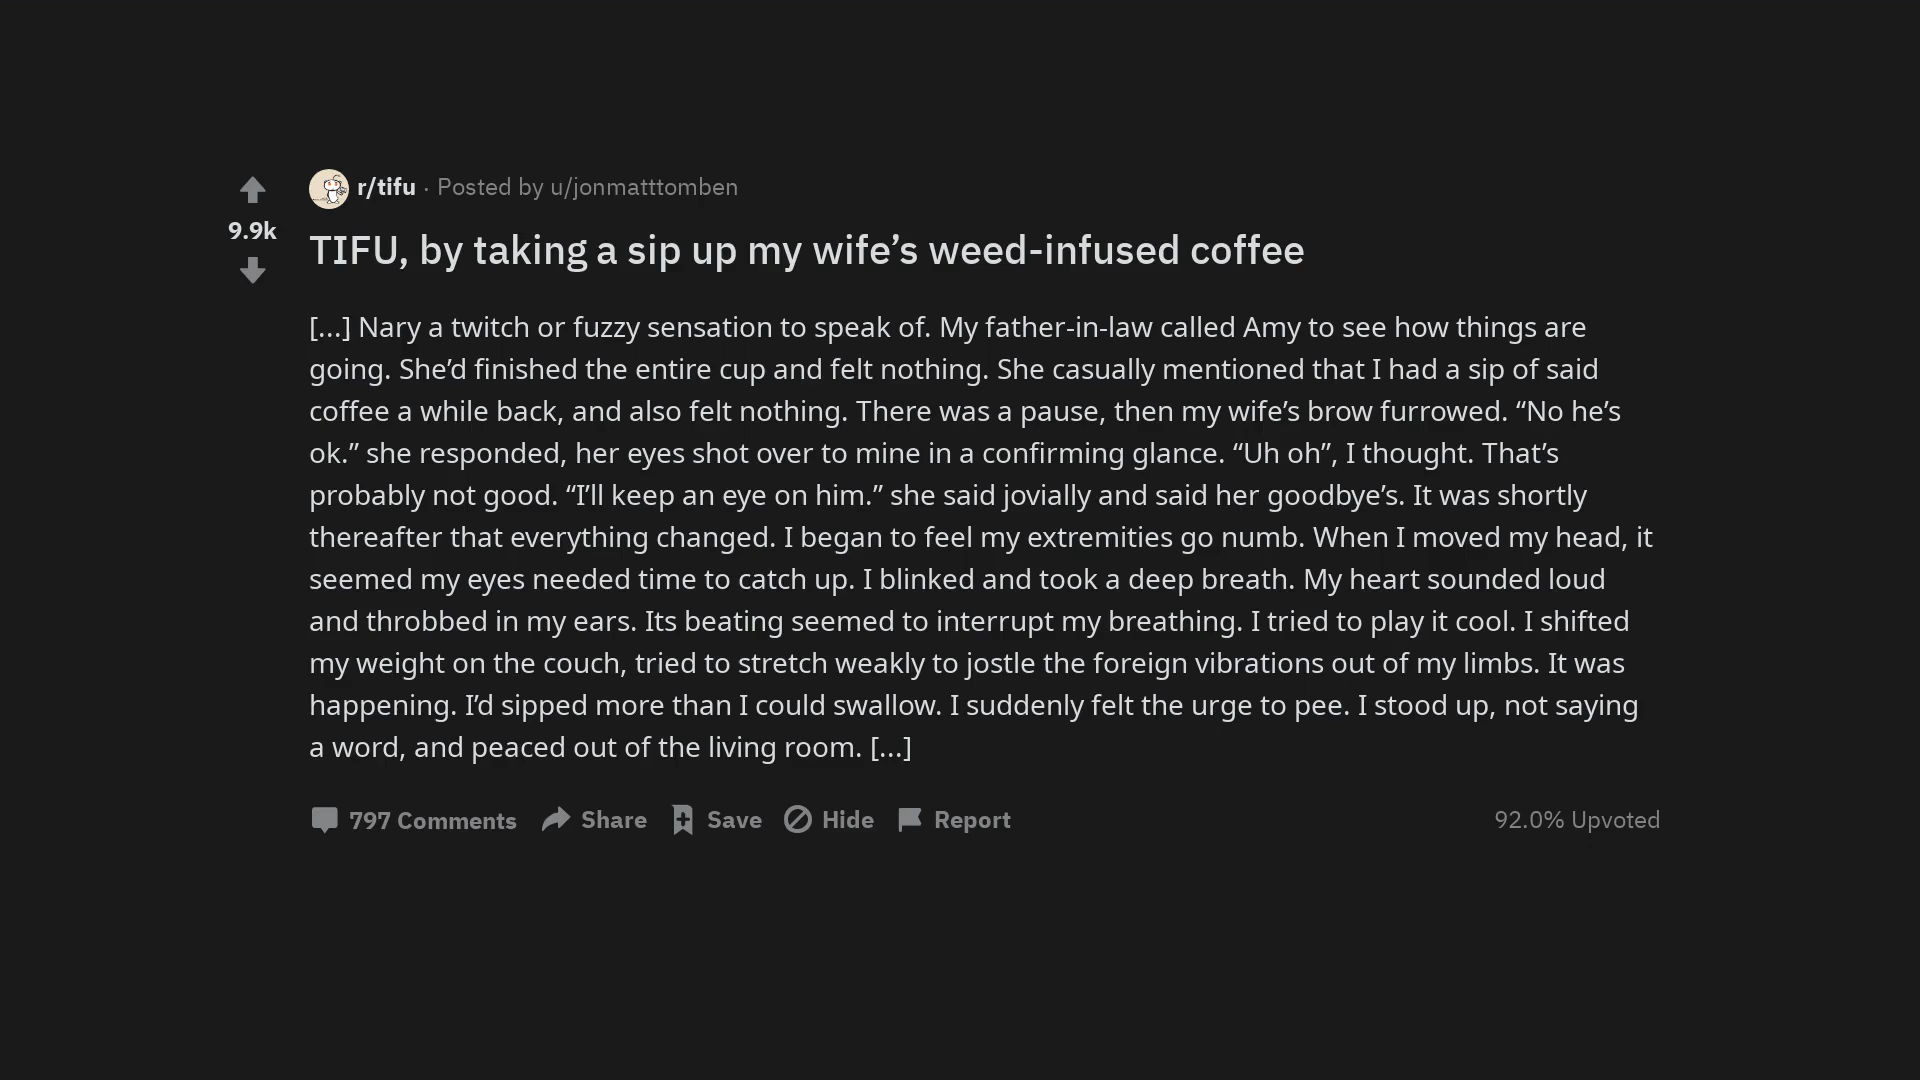 r/tifu · Posted by u/jonmatttomben
9.9k
TIFU, by taking a sip up my wife’s weed-infused coffee
[...] Nary a twitch or fuzzy sensation to speak of. My father-in-law called Amy to see how things are
going. She’d finished the entire cup and felt nothing. She casually mentioned that I had a sip of said
coffee a while back, and also felt nothing. There was a pause, then my wife’s brow furrowed. “No he’s
ok.” she responded, her eyes shot over to mine in a confirming glance. “Uh oh”, I thought. That’s
probably not good. “I’ll keep an eye on him.” she said jovially and said her goodbye’s. It was shortly
thereafter that everything changed. I began to feel my extremities go numb. When I moved my head, it
seemed my eyes needed time to catch up. I blinked and took a deep breath. My heart sounded loud
and throbbed in my ears. Its beating seemed to interrupt my breathing. I tried to play it cool. I shifted
my weight on the couch, tried to stretch weakly to jostle the foreign vibrations out of my limbs. It was
happening. I’d sipped more than I could swallow. I suddenly felt the urge to pee. I stood up, not saying
a word, and peaced out of the living room. [...]
797 Comments Share Save Hide Report 92.0% Upvoted